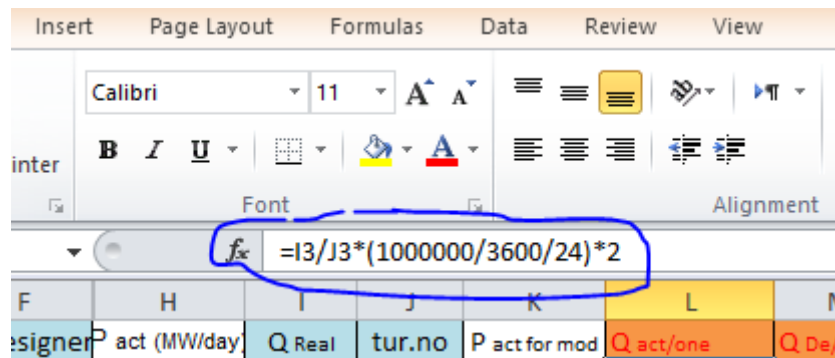 Insert Page Layout Formulas Data Review View
Calibri 11 A A
B I U A
inter
Font Alignment
fx =I3/J3*(1000000/3600/24)*2
F H I J K L
esigner P act (MW/day) Q Real tur.no P act for mod Q act/one Q De/